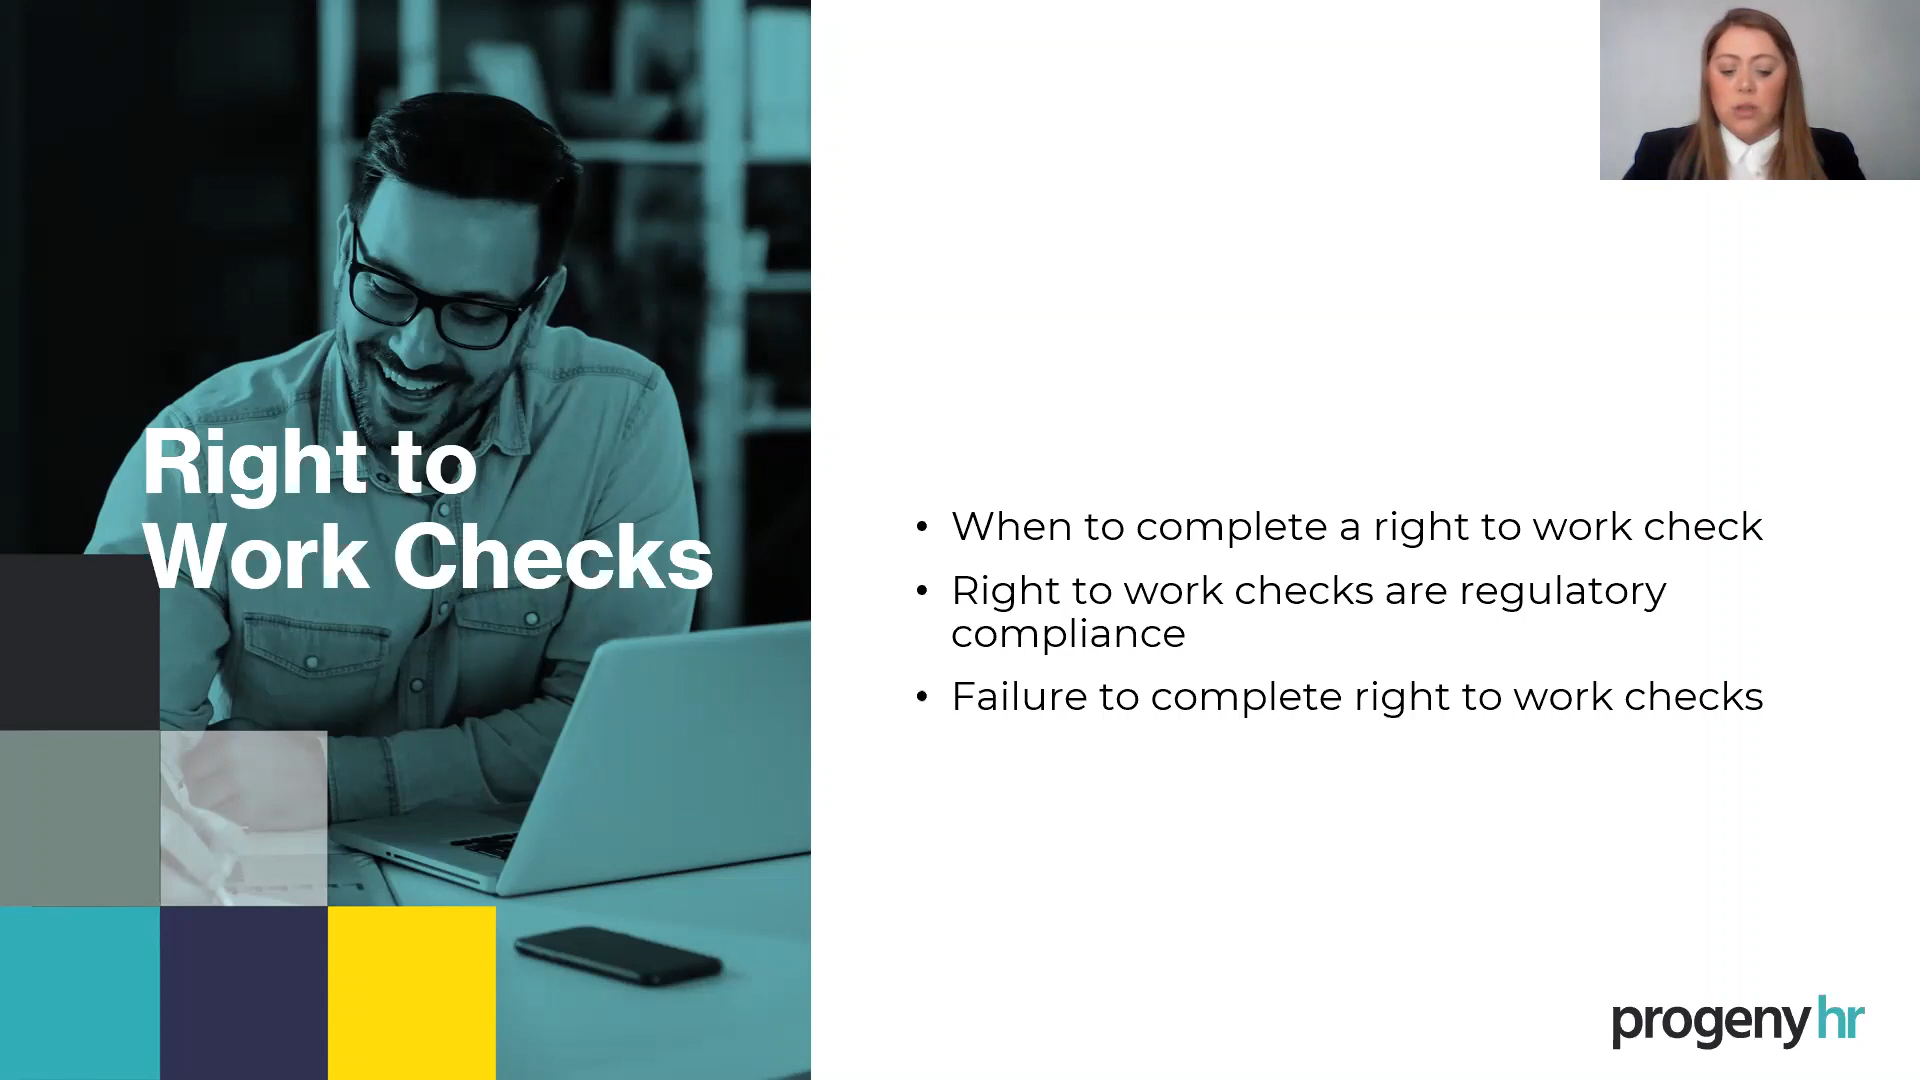 Right to
Work Checks
• When to complete a right to work check
• Right to work checks are regulatory
compliance
• Failure to complete right to work checks
progeny hr